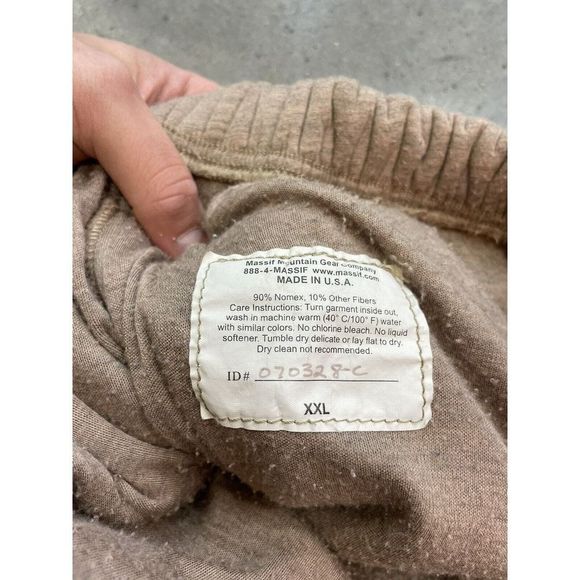 Massif Mountain Gear Company
888-4-MASSIF www.massif.com
MADE IN U.S.A.
90% Nomex, 10% Other Fibers
Care Instructions: Turn garment inside out,
wash in machine warm (40° C/100° F) water
with similar colors. No chlorine bleach. No liquid
softener. Tumble dry delicate or lay flat to dry.
Dry clean not recommended.
ID# 070328-C
XXL